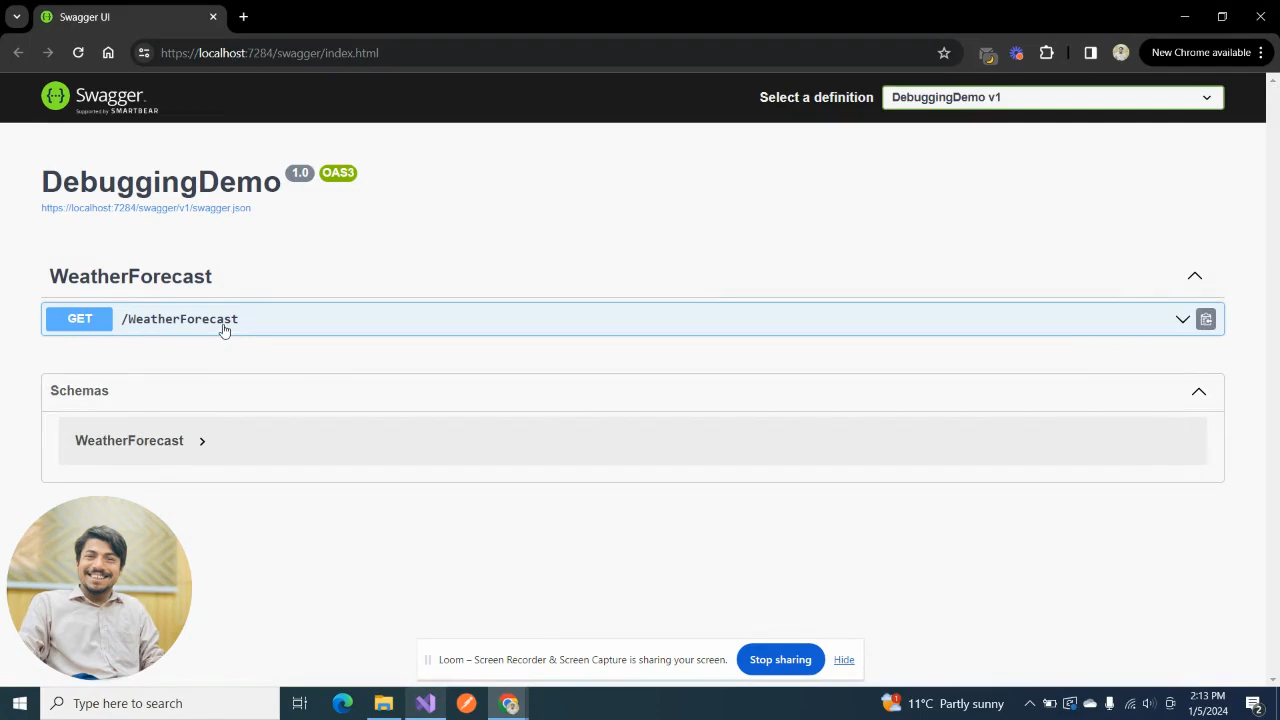 Swagger UI
https://localhost:7284/swagger/index.html
New Chrome available
Swagger.
Supported by SMARTBEAR
Select a definition
DebuggingDemo v1
DebuggingDemo 1.0 OAS3
https://localhost:7284/swagger/v1/swagger.json
WeatherForecast
GET /WeatherForecast
Schemas
WeatherForecast
Loom – Screen Recorder & Screen Capture is sharing your screen. Stop sharing Hide
Type here to search
1
11°C Partly sunny
2:13 PM
1/5/2024
2